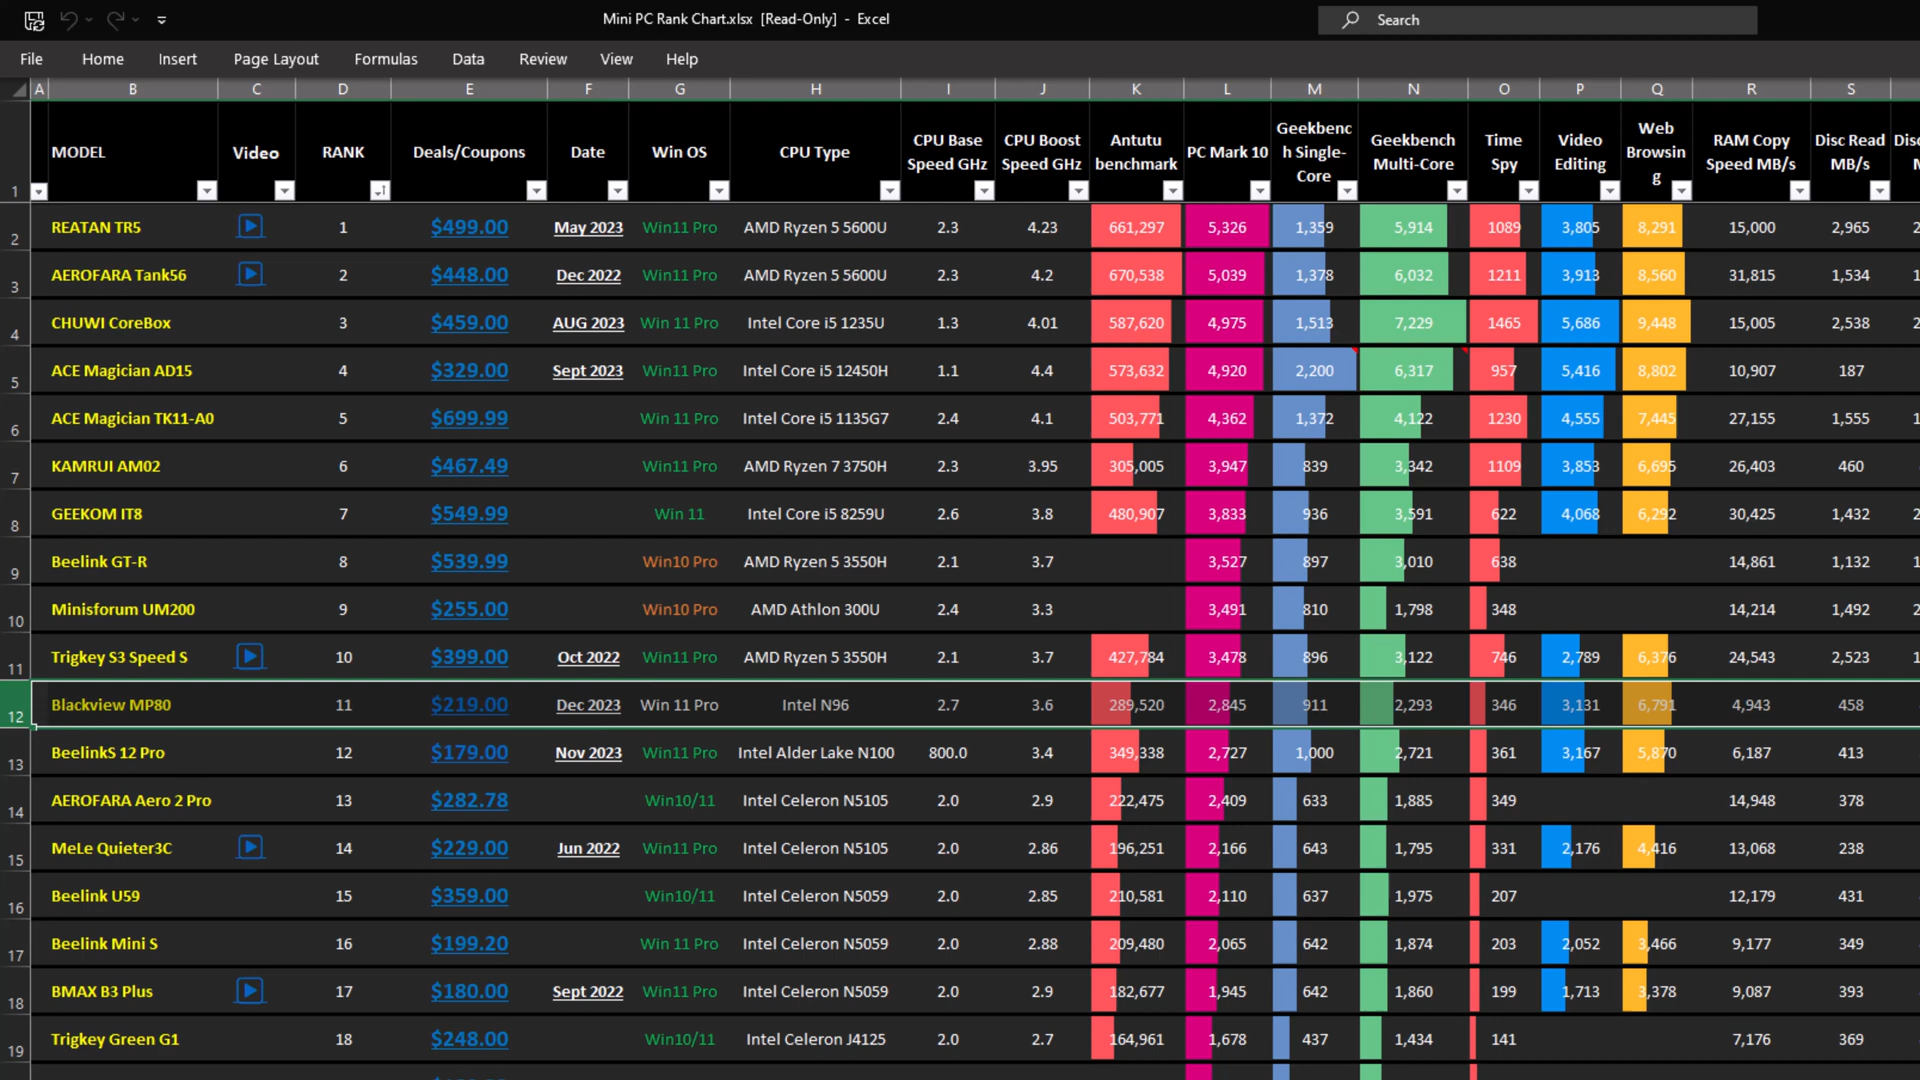 Mini PC Rank Chart.xlsx [Read-Only] - Excel
Search
File Home Insert Page Layout Formulas Data Review View Help
A B C D E F G H I J K L M N O P Q R S
1 MODEL Video RANK Deals/Coupons Date Win OS CPU Type CPU Base Speed GHz CPU Boost Speed GHz Antutu benchmark PC Mark 10 Geekbench Single-Core Geekbench Multi-Core Time Spy Video Editing Web Browsing RAM Copy Speed MB/s Disc Read MB/s
2 REATAN TR5 1 $499.00 May 2023 Win11 Pro AMD Ryzen 5 5600U 2.3 4.23 661,297 5,326 1,359 5,914 1089 3,805 8,291 15,000 2,965
3 AEROFARA Tank56 2 $448.00 Dec 2022 Win11 Pro AMD Ryzen 5 5600U 2.3 4.2 670,538 5,039 1,378 6,032 1211 3,913 8,560 31,815 1,534
4 CHUWI CoreBox 3 $459.00 AUG 2023 Win 11 Pro Intel Core i5 1235U 1.3 4.01 587,620 4,975 1,513 7,229 1465 5,686 9,448 15,005 2,538
5 ACE Magician AD15 4 $329.00 Sept 2023 Win11 Pro Intel Core i5 12450H 1.1 4.4 573,632 4,920 2,200 6,317 957 5,416 8,802 10,907 187
6 ACE Magician TK11-A0 5 $699.99 Win 11 Pro Intel Core i5 1135G7 2.4 4.1 503,771 4,362 1,372 4,122 1230 4,555 7,445 27,155 1,555
7 KAMRUI AM02 6 $467.49 Win11 Pro AMD Ryzen 7 3750H 2.3 3.95 305,005 3,947 839 3,342 1109 3,853 6,695 26,403 460
8 GEEKOM IT8 7 $549.99 Win 11 Intel Core i5 8259U 2.6 3.8 480,907 3,833 936 3,591 622 4,068 6,292 30,425 1,432
9 Beelink GT-R 8 $539.99 Win10 Pro AMD Ryzen 5 3550H 2.1 3.7 3,527 897 3,010 638 14,861 1,132
10 Minisforum UM200 9 $255.00 Win10 Pro AMD Athlon 300U 2.4 3.3 3,491 810 1,798 348 14,214 1,492
11 Trigkey S3 Speed S 10 $399.00 Oct 2022 Win11 Pro AMD Ryzen 5 3550H 2.1 3.7 427,784 3,478 896 3,122 746 2,789 6,376 24,543 2,523
12 Blackview MP80 11 $219.00 Dec 2023 Win 11 Pro Intel N96 2.7 3.6 289,520 2,845 911 2,293 346 3,131 6,791 4,943 458
13 BeelinkS 12 Pro 12 $179.00 Nov 2023 Win11 Pro Intel Alder Lake N100 800.0 3.4 349,338 2,727 1,000 2,721 361 3,167 5,870 6,187 413
14 AEROFARA Aero 2 Pro 13 $282.78 Win10/11 Intel Celeron N5105 2.0 2.9 222,475 2,409 633 1,885 349 14,948 378
15 MeLe Quieter3C 14 $229.00 Jun 2022 Win11 Pro Intel Celeron N5105 2.0 2.86 196,251 2,166 643 1,795 331 2,176 4,416 13,068 238
16 Beelink U59 15 $359.00 Win10/11 Intel Celeron N5059 2.0 2.85 210,581 2,110 637 1,975 207 12,179 431
17 Beelink Mini S 16 $199.20 Win 11 Pro Intel Celeron N5059 2.0 2.88 209,480 2,065 642 1,874 203 2,052 3,466 9,177 349
18 BMAX B3 Plus 17 $180.00 Sept 2022 Win11 Pro Intel Celeron N5059 2.0 2.9 182,677 1,945 642 1,860 199 1,713 3,378 9,087 393
19 Trigkey Green G1 18 $248.00 Win10/11 Intel Celeron J4125 2.0 2.7 164,961 1,678 437 1,434 141 7,176 369